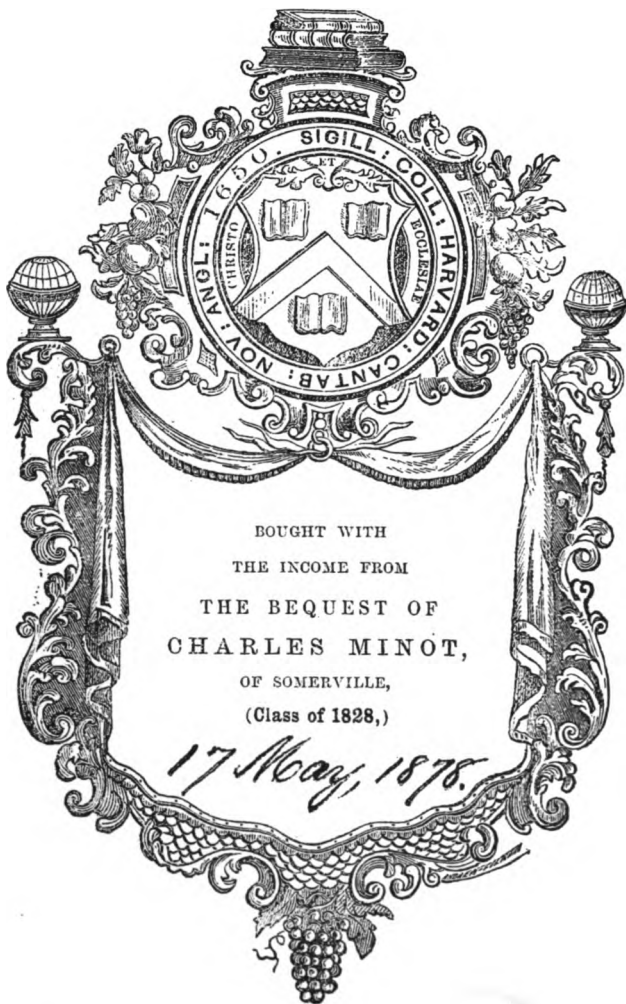 SIGILL: COLL: HARVARD: CANTAB: NOV: ANGL: 1650.
ET
CHRISTO
ECCLESIAE
BOUGHT WITH
THE INCOME FROM
THE BEQUEST OF
CHARLES MINOT,
OF SOMERVILLE,
(Class of 1828,)
17 May, 1878.